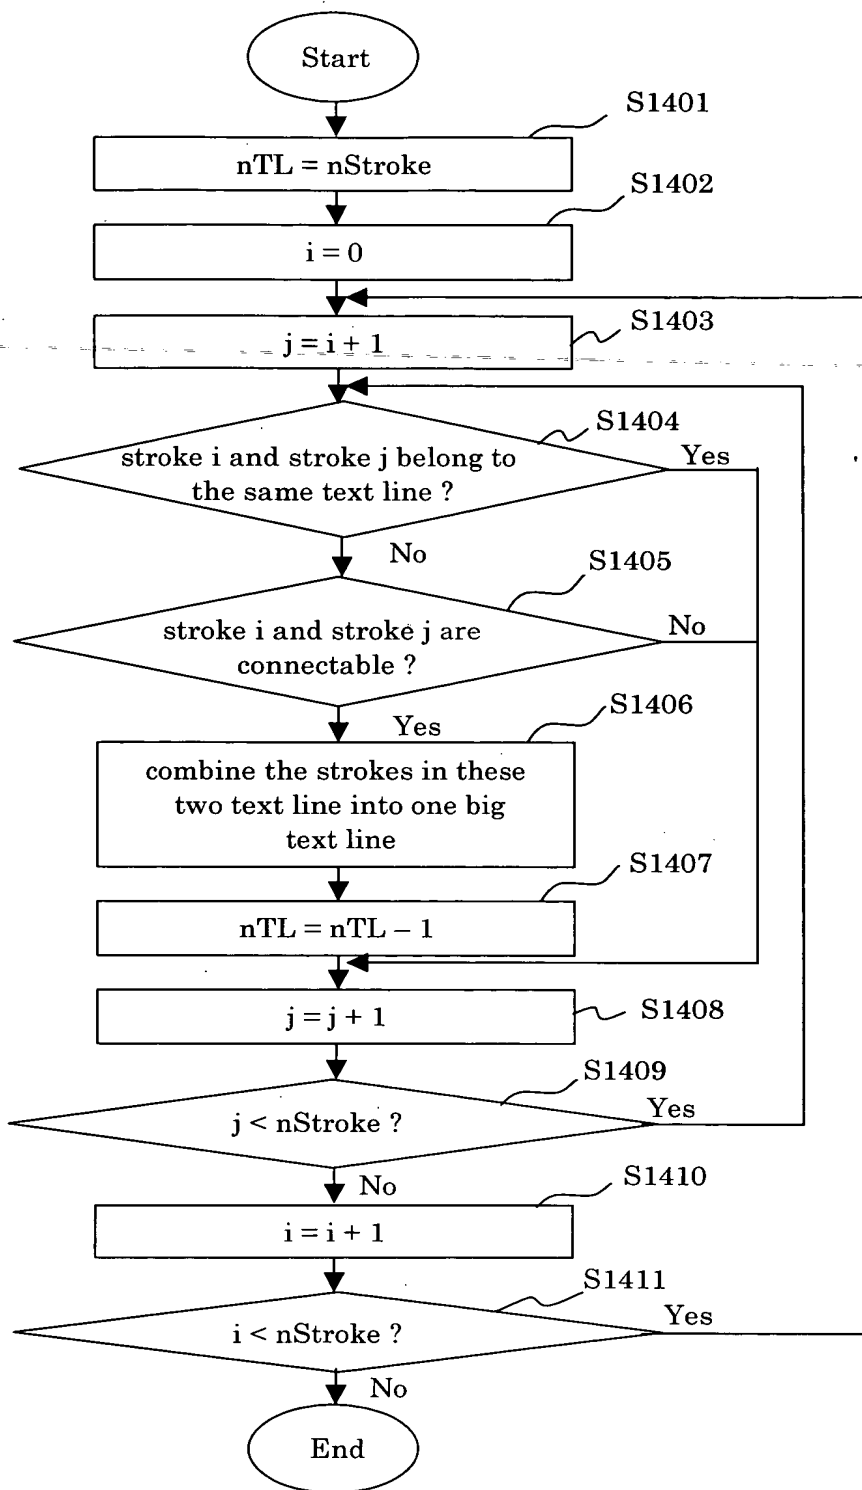 Start
S1401
nTL = nStroke
S1402
i = 0
S1403
j = i + 1
S1404
stroke i and stroke j belong to
the same text line ?
Yes
No
S1405
stroke i and stroke j are
connectable ?
No
Yes
S1406
combine the strokes in these
two text line into one big
text line
S1407
nTL = nTL – 1
j = j + 1
S1408
S1409
j < nStroke ?
Yes
No
S1410
i = i + 1
S1411
i < nStroke ?
Yes
No
End